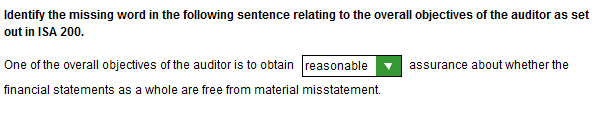 Identify the missing word in the following sentence relating to the overall objectives of the auditor as set
out in ISA 200.
One of the overall objectives of the auditor is to obtain reasonable assurance about whether the
financial statements as a whole are free from material misstatement.